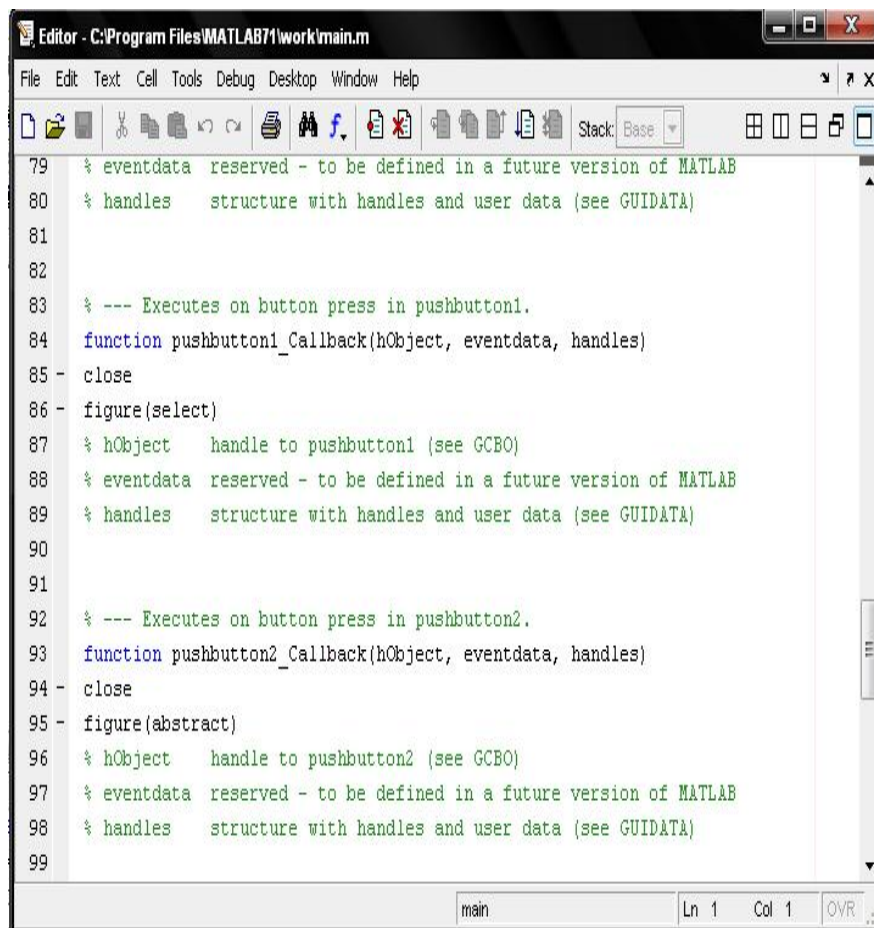 Editor - C:\Program Files\MATLAB71\work\main.m
File Edit Text Cell Tools Debug Desktop Window Help
Stack: Base
79 % eventdata  reserved - to be defined in a future version of MATLAB
80 % handles    structure with handles and user data (see GUIDATA)
81
82
83 % --- Executes on button press in pushbutton1.
84 function pushbutton1_Callback(hObject, eventdata, handles)
85 - close
86 - figure(select)
87 % hObject    handle to pushbutton1 (see GCBO)
88 % eventdata  reserved - to be defined in a future version of MATLAB
89 % handles    structure with handles and user data (see GUIDATA)
90
91
92 % --- Executes on button press in pushbutton2.
93 function pushbutton2_Callback(hObject, eventdata, handles)
94 - close
95 - figure(abstract)
96 % hObject    handle to pushbutton2 (see GCBO)
97 % eventdata  reserved - to be defined in a future version of MATLAB
98 % handles    structure with handles and user data (see GUIDATA)
99
main Ln 1 Col 1 OVR